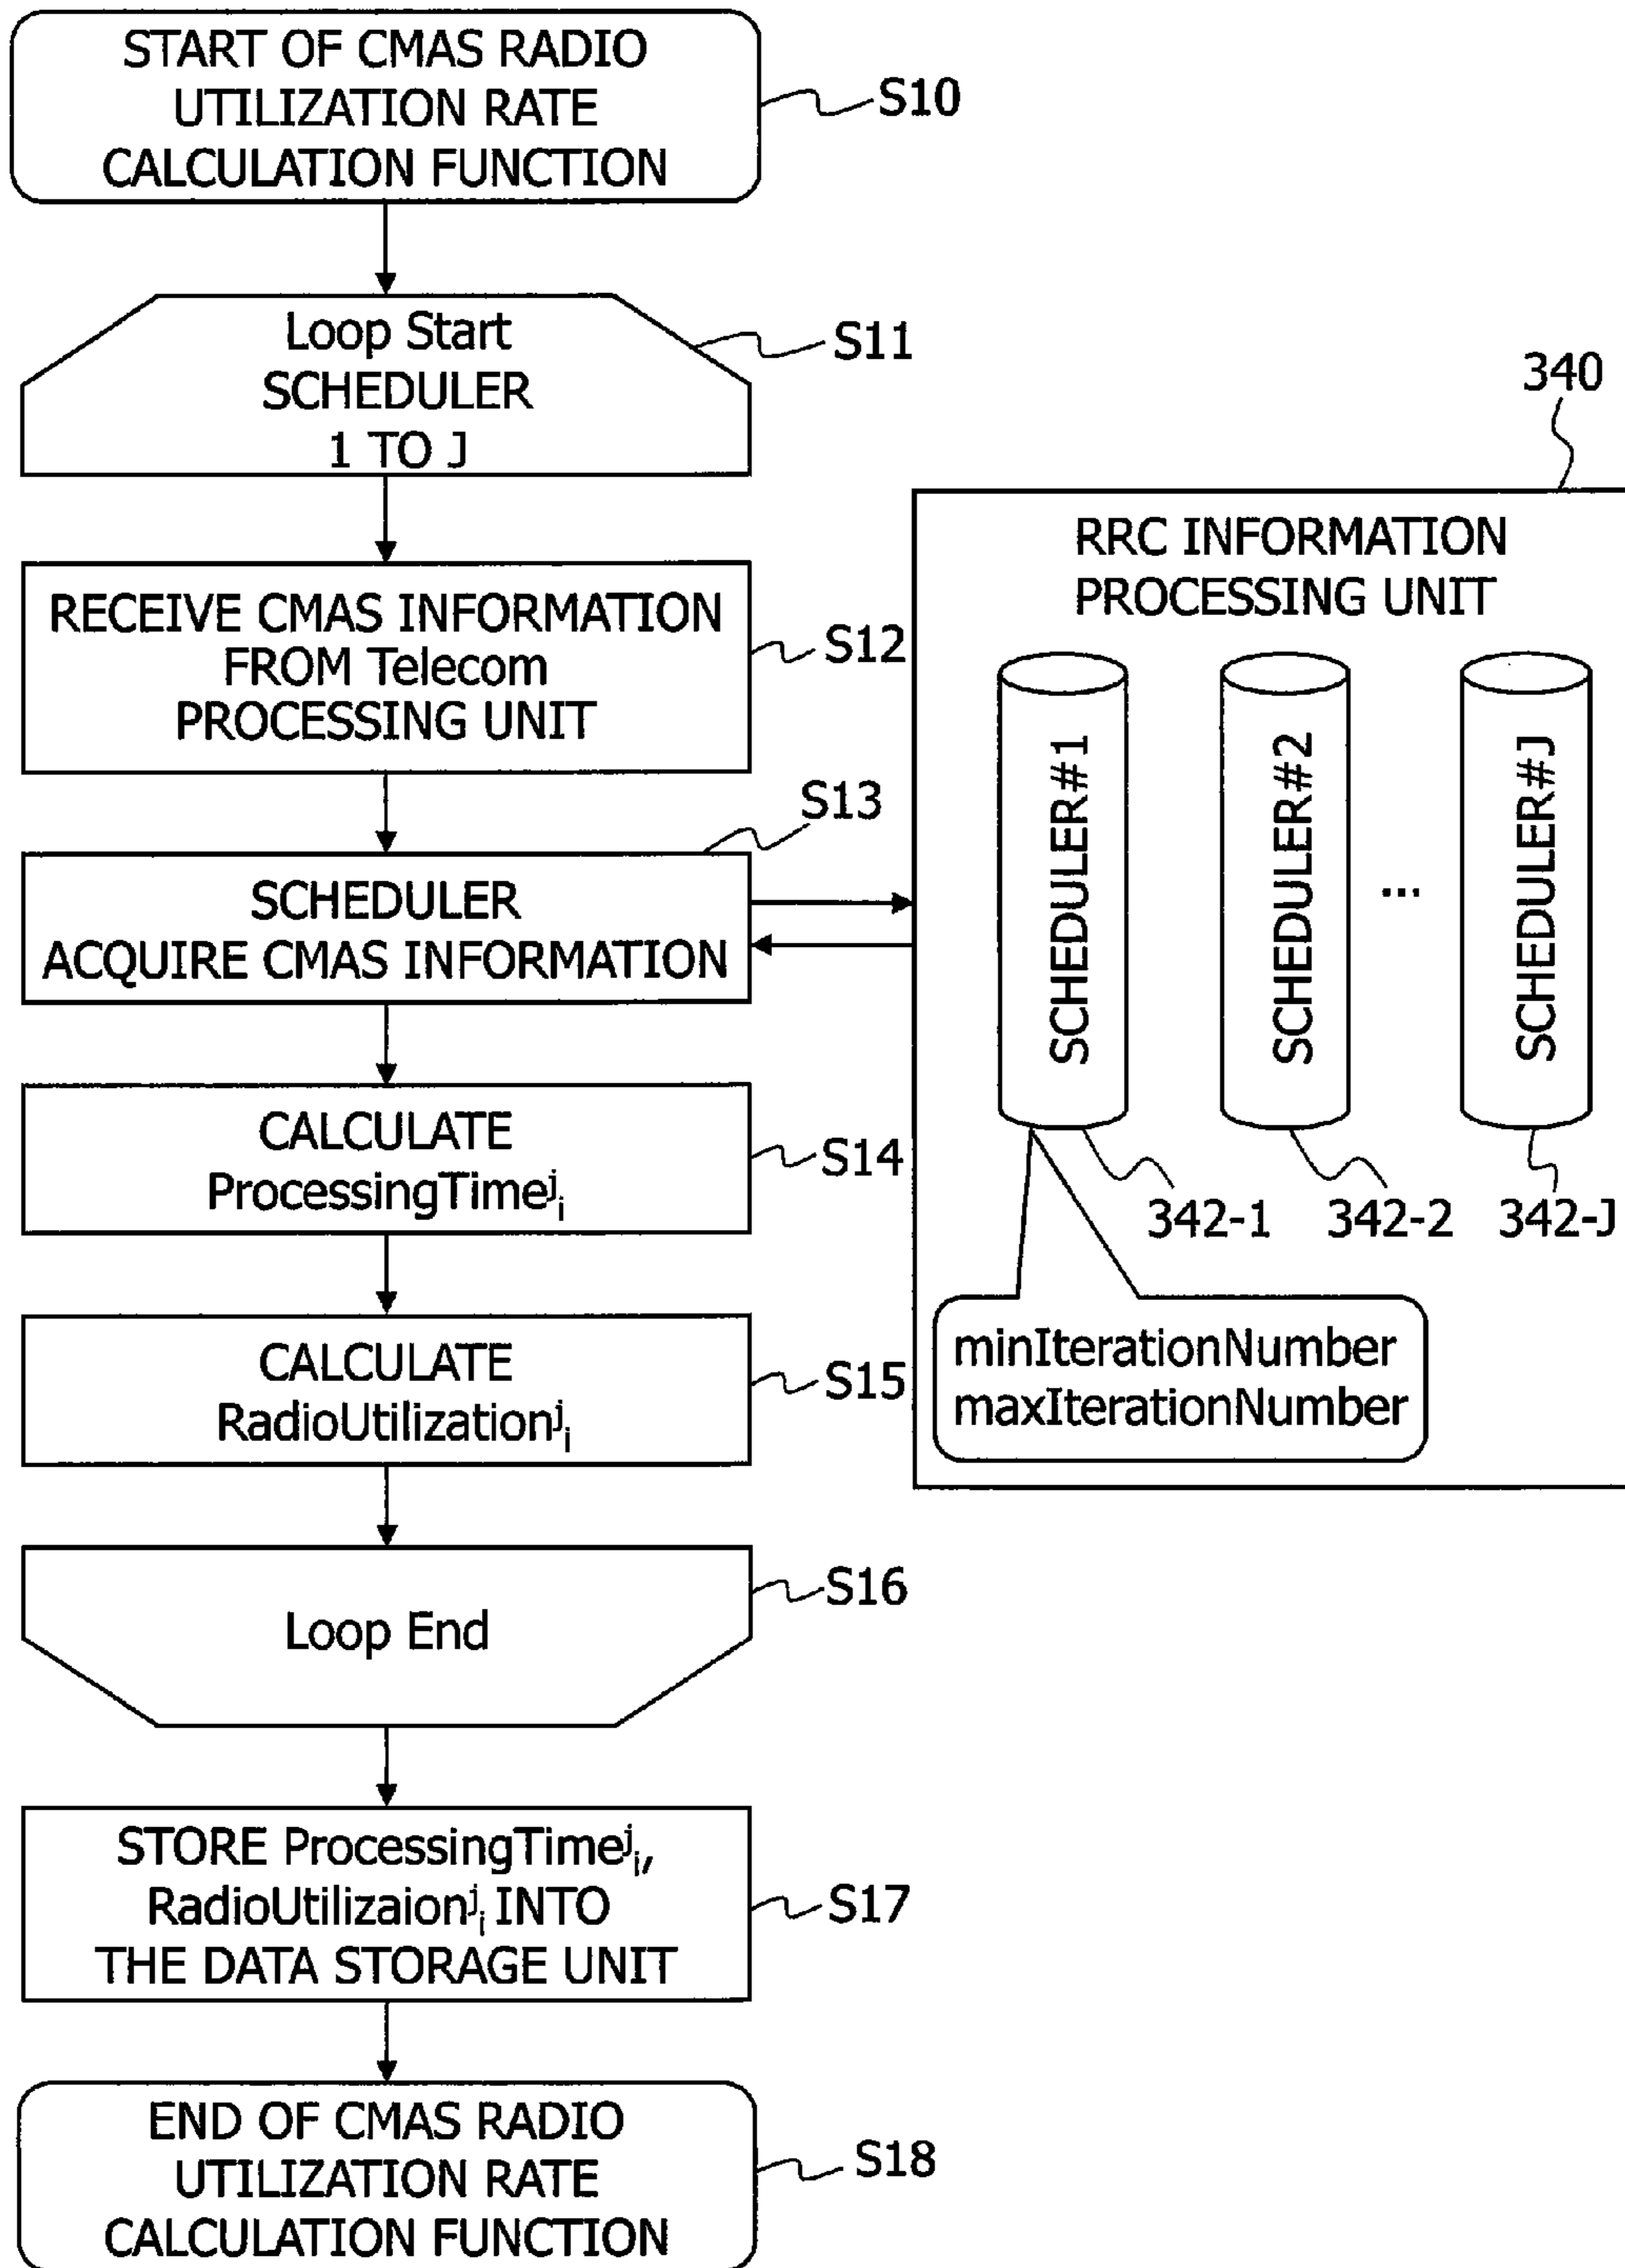 START OF CMAS RADIO
UTILIZATION RATE
CALCULATION FUNCTION
S10
Loop Start
SCHEDULER
1 TO J
S11
RECEIVE CMAS INFORMATION
FROM Telecom
PROCESSING UNIT
S12
SCHEDULER
ACQUIRE CMAS INFORMATION
S13
CALCULATE
ProcessingTimeʲᵢ
S14
CALCULATE
RadioUtilizationʲᵢ
S15
Loop End
S16
STORE ProcessingTimeʲᵢ,
RadioUtilizaionʲᵢ INTO
THE DATA STORAGE UNIT
S17
END OF CMAS RADIO
UTILIZATION RATE
CALCULATION FUNCTION
S18
340
RRC INFORMATION
PROCESSING UNIT
SCHEDULER#1
SCHEDULER#2
...
SCHEDULER#J
342-1
342-2
342-J
minIterationNumber
maxIterationNumber